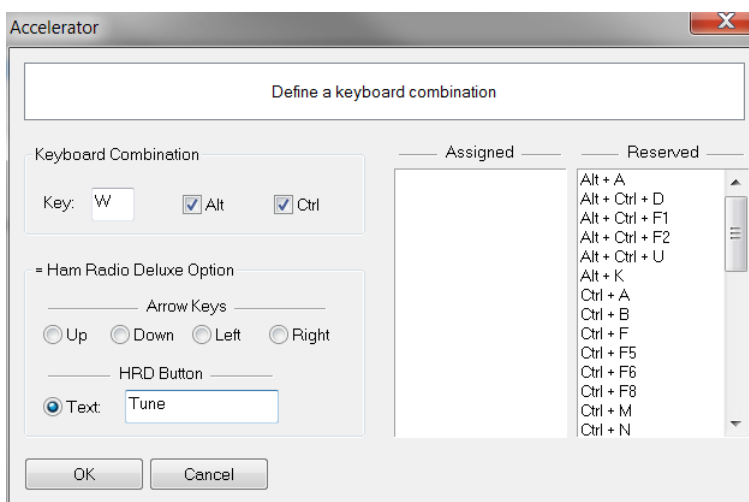 Accelerator
Define a keyboard combination
Keyboard Combination
Key: W Alt Ctrl
= Ham Radio Deluxe Option
Arrow Keys
Up Down Left Right
HRD Button
Text: Tune
OK Cancel
Assigned
Reserved
Alt + A
Alt + Ctrl + D
Alt + Ctrl + F1
Alt + Ctrl + F2
Alt + Ctrl + U
Alt + K
Ctrl + A
Ctrl + B
Ctrl + F
Ctrl + F5
Ctrl + F6
Ctrl + F8
Ctrl + M
Ctrl + N